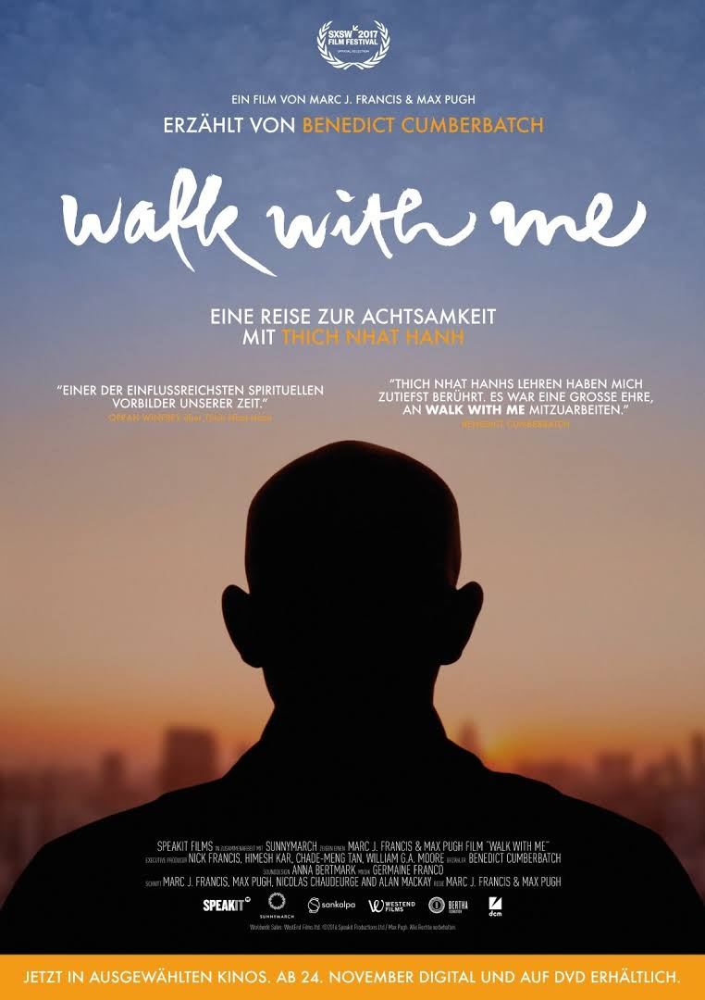 SXSW 2017
FILM FESTIVAL
OFFICIAL SELECTION
EIN FILM VON MARC J. FRANCIS & MAX PUGH
ERZÄHLT VON BENEDICT CUMBERBATCH
walk with me
EINE REISE ZUR ACHTSAMKEIT
MIT THICH NHAT HANH
“EINER DER EINFLUSSREICHSTEN SPIRITUELLEN
VORBILDER UNSERER ZEIT.“
OPRAH WINFREY über Thich Nhat Hanh
“THICH NHAT HANHS LEHREN HABEN MICH
ZUTIEFST BERÜHRT. ES WAR EINE GROSSE EHRE,
AN WALK WITH ME MITZUARBEITEN.”
BENEDICT CUMBERBATCH
SPEAKIT FILMS IN ZUSAMMENARBEIT MIT SUNNYMARCH ZEIGEN EINEN MARC J. FRANCIS & MAX PUGH FILM “WALK WITH ME”
EXECUTIVE PRODUCER NICK FRANCIS, HIMESH KAR, CHADE-MENG TAN, WILLIAM G.A. MOORE ERZÄHLER BENEDICT CUMBERBATCH
SOUNDDESIGN ANNA BERTMARK MUSIK GERMAINE FRANCO
SCHNITT MARC J. FRANCIS, MAX PUGH, NICOLAS CHAUDEURGE AND ALAN MACKAY REGIE MARC J. FRANCIS & MAX PUGH
SPEAKIT SUNNYMARCH sankalpa WESTEND FILMS BERTHA FOUNDATION dcm
Worldwide Sales: WestEnd Films Ltd. ©2016 Speakit Productions Ltd./ Max Pugh. Alle Rechte vorbehalten.
JETZT IN AUSGEWÄHLTEN KINOS. AB 24. NOVEMBER DIGITAL UND AUF DVD ERHÄLTLICH.